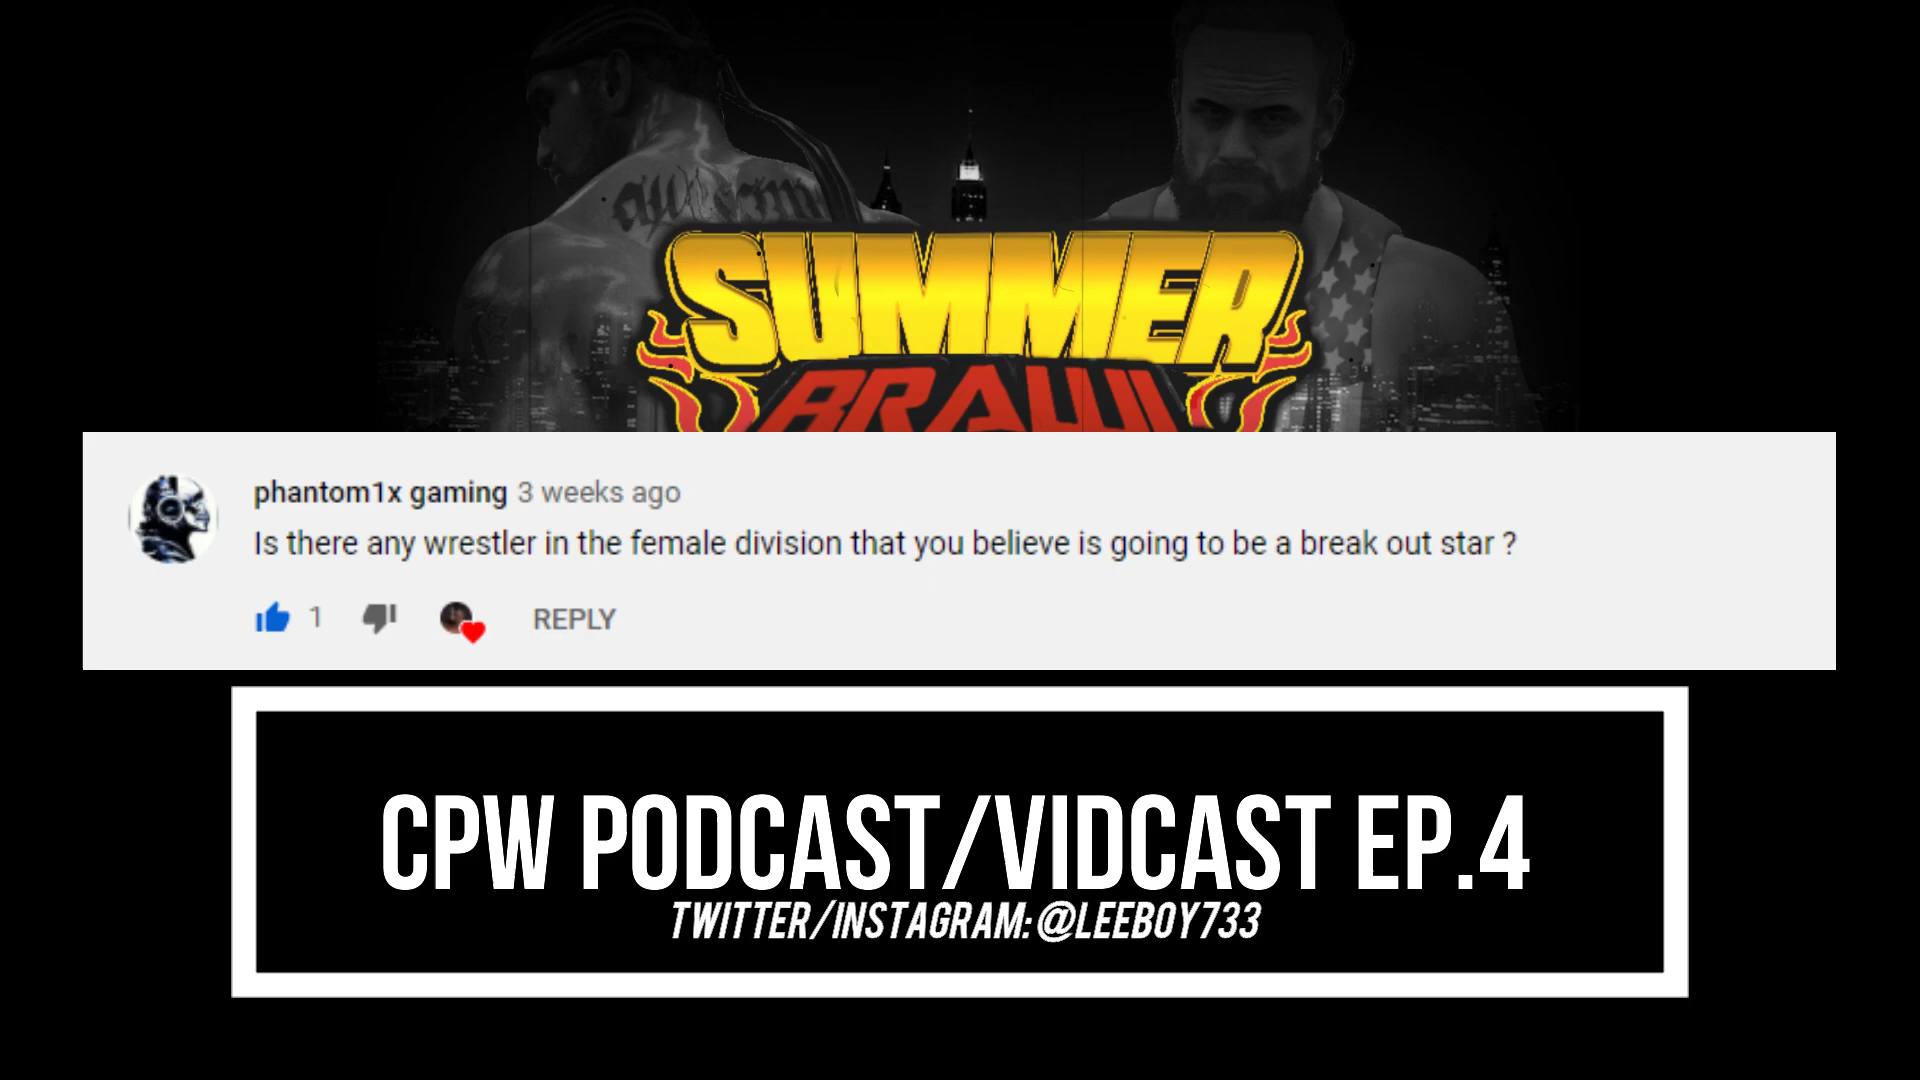 SUMMER
BRAWL
phantom1x gaming 3 weeks ago
Is there any wrestler in the female division that you believe is going to be a break out star ?
1 REPLY
CPW PODCAST/VIDCAST EP.4
TWITTER/INSTAGRAM: @LEEBOY733